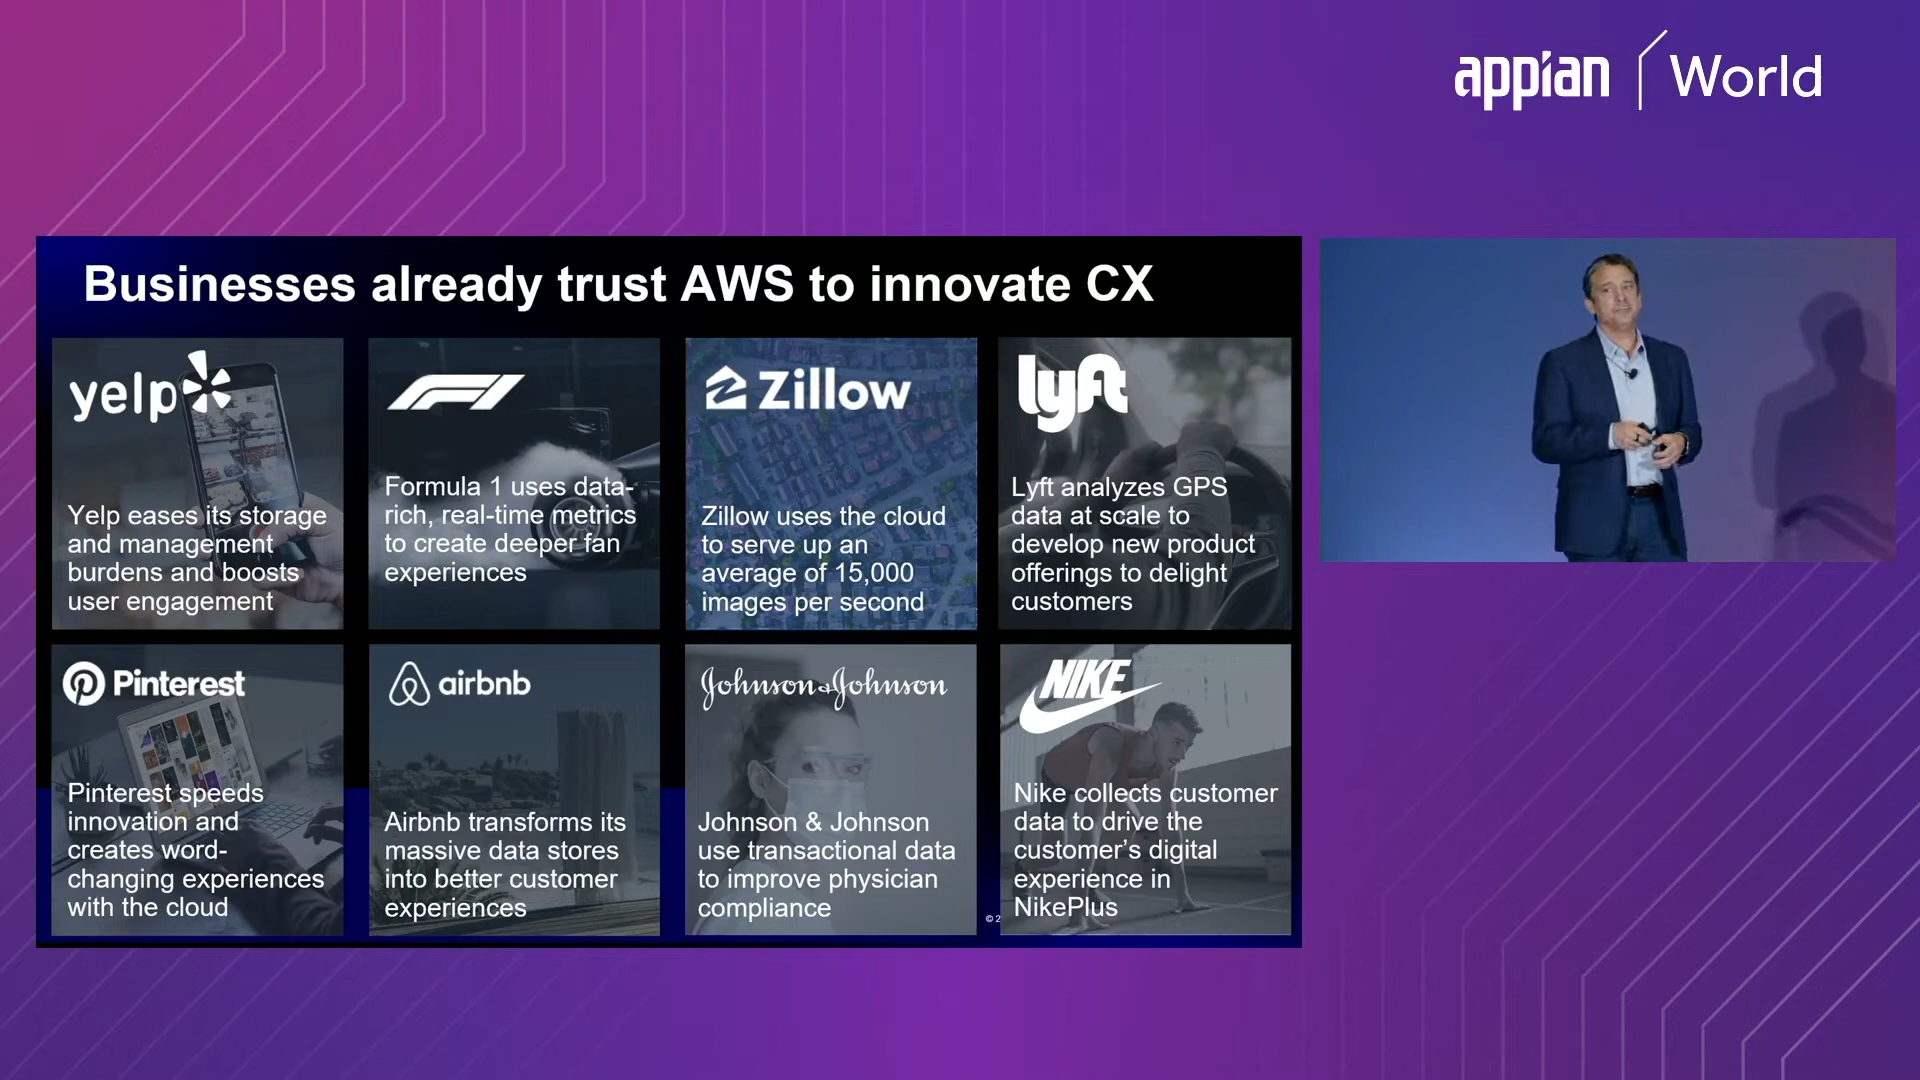 appian World
Businesses already trust AWS to innovate CX
yelp
Yelp eases its storage
and management
burdens and boosts
user engagement
F1
Formula 1 uses data-
rich, real-time metrics
to create deeper fan
experiences
Zillow
Zillow uses the cloud
to serve up an
average of 15,000
images per second
lyft
Lyft analyzes GPS
data at scale to
develop new product
offerings to delight
customers
Pinterest
Pinterest speeds
innovation and
creates word-
changing experiences
with the cloud
airbnb
Airbnb transforms its
massive data stores
into better customer
experiences
Johnson & Johnson
Johnson & Johnson
use transactional data
to improve physician
compliance
© 2
NIKE
Nike collects customer
data to drive the
customer’s digital
experience in
NikePlus